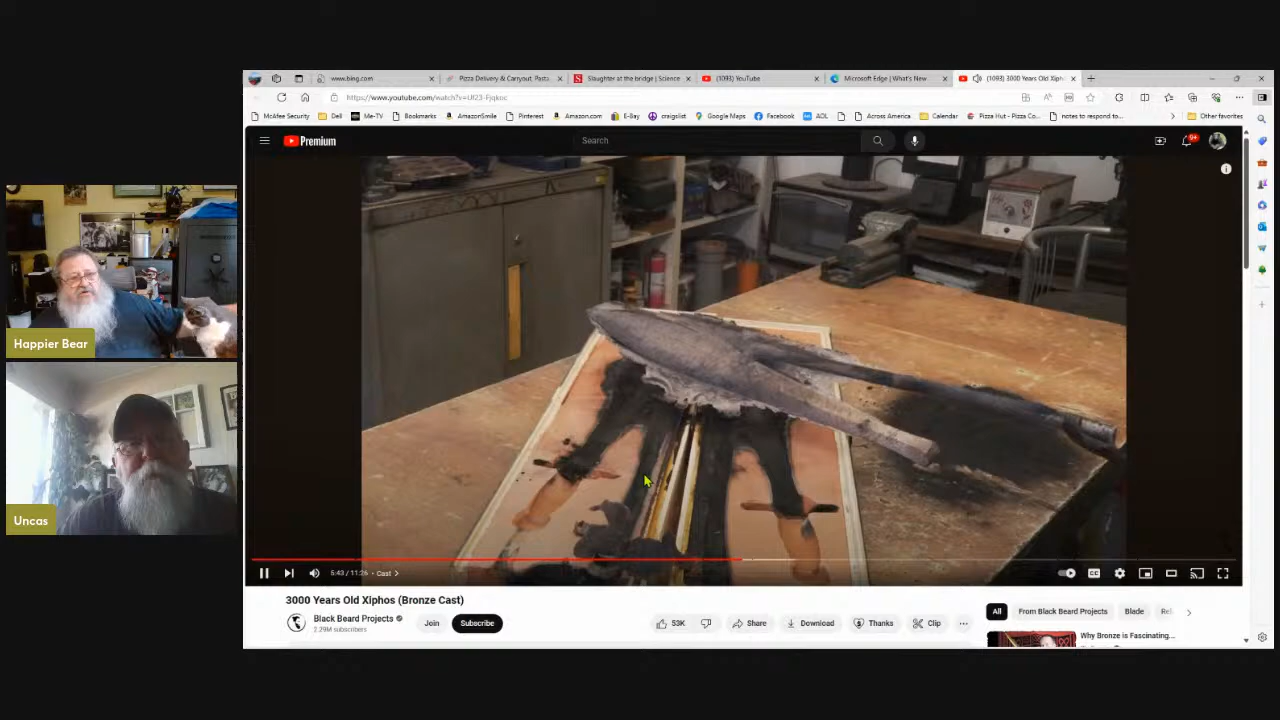 www.bing.com
Pizza Delivery & Carryout, Pasta
Slaughter at the bridge | Science
(1093) YouTube
Microsoft Edge | What's New
(1093) 3000 Years Old Xiph
https://www.youtube.com/watch?v=
McAfee Security
Dell
Me-TV
Bookmarks
AmazonSmile
Pinterest
Amazon.com
E-Bay
craigslist
Google Maps
Facebook
AOL
Across America
Calendar
Pizza Hut - Pizza Co...
notes to respond to...
Other favorites
Premium
Search
9+
Happier Bear
Uncas
5:43 / 11:26 • Cast
CC
3000 Years Old Xiphos (Bronze Cast)
Black Beard Projects
2.29M subscribers
Join
Subscribe
53K
Share
Download
Thanks
Clip
All
From Black Beard Projects
Blade
Rel
Why Bronze is Fascinating...